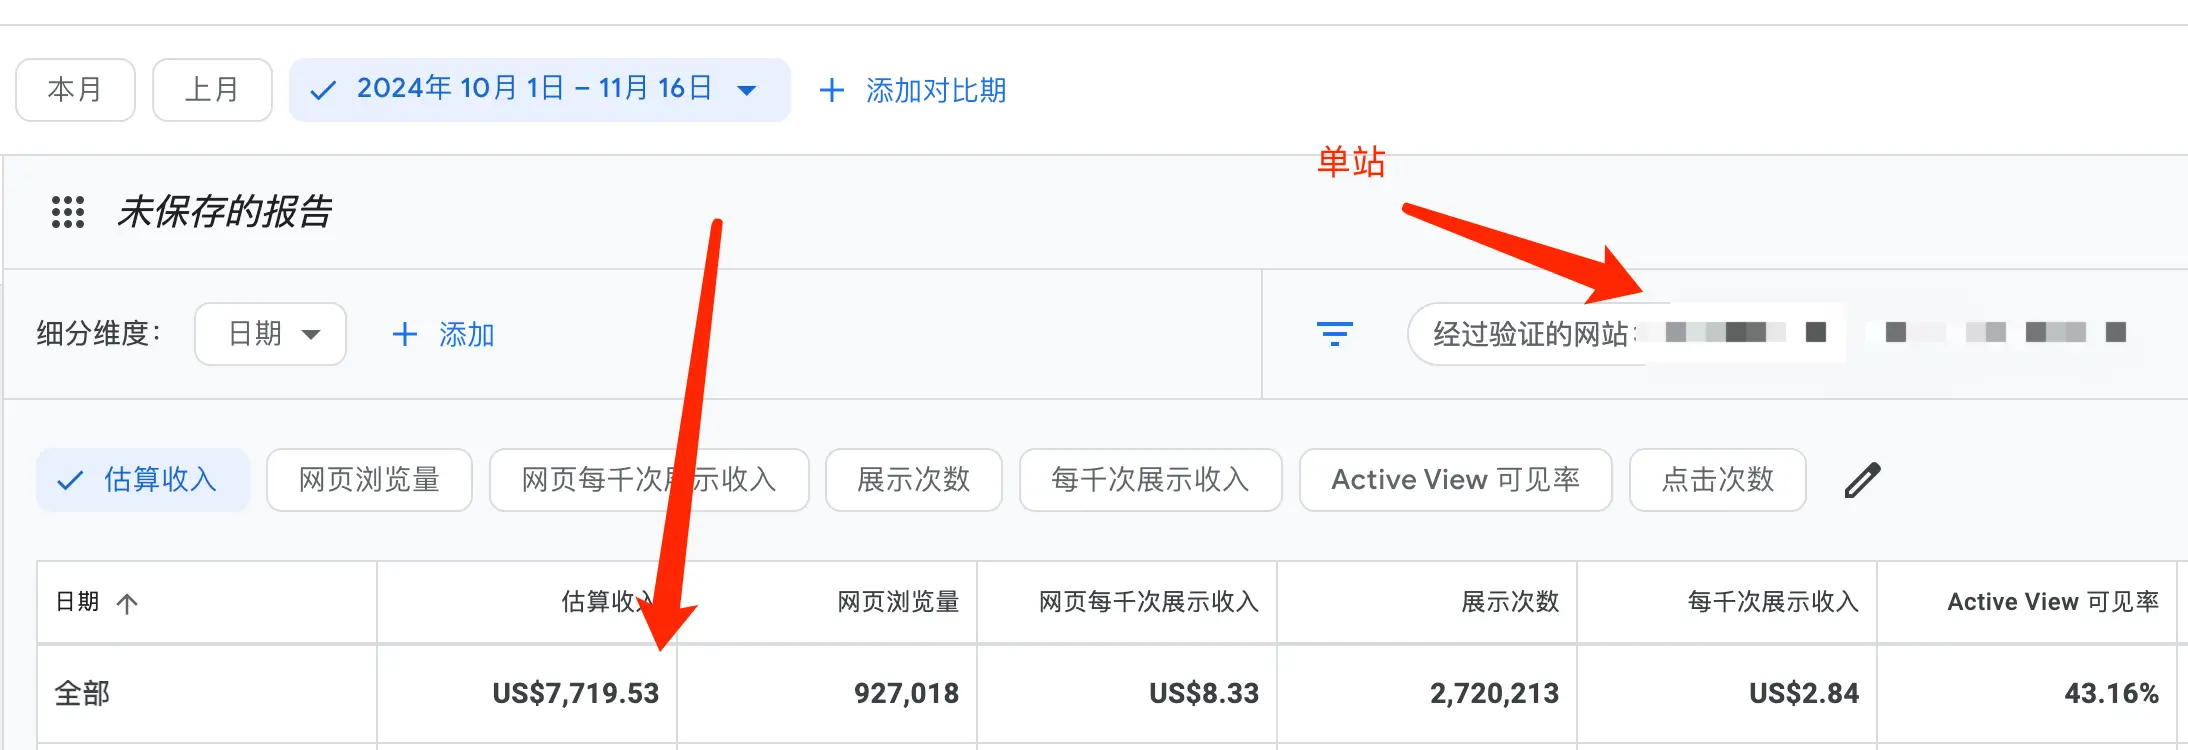 本月 上月 2024年 10月 1日 – 11月 16日 添加对比期
单站
未保存的报告
细分维度： 日期 添加 经过验证的网站：
估算收入 网页浏览量 网页每千次展示收入 展示次数 每千次展示收入 Active View 可见率 点击次数
日期 估算收入 网页浏览量 网页每千次展示收入 展示次数 每千次展示收入 Active View 可见率
全部 US$7,719.53 927,018 US$8.33 2,720,213 US$2.84 43.16%